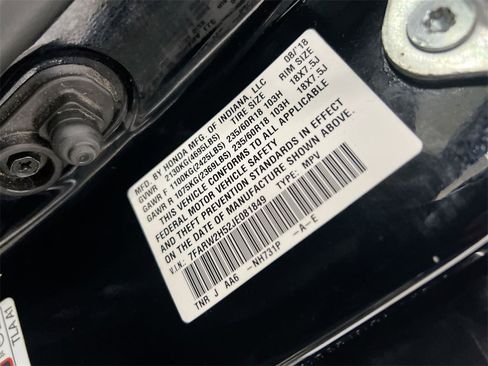 MFD. BY HONDA MFG. OF INDIANA, LLC 08/18
GVWR 2130KG(4695LBS) TIRE SIZE RIM SIZE
GAWR F 1100KG(2425LBS) 235/60R18 103H 18X7.5J
GAWR R 1075KG(2369LBS) 235/60R18 103H 18X7.5J
THIS VEHICLE CONFORMS TO ALL APPLICABLE
FEDERAL MOTOR VEHICLE SAFETY
AND THEFT PREVENTION STANDARDS IN EFFECT
ON THE DATE OF MANUFACTURE SHOWN ABOVE.
V.I.N.: 7FARW2H52JE081849 TYPE: MPV
TNR J AA6 -NH731P -A-E
TLA A1